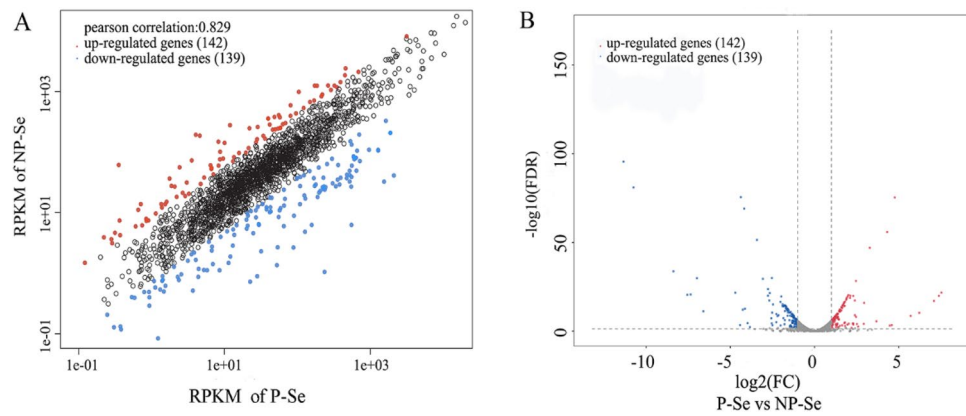 A
pearson correlation:0.829
up-regulated genes (142)
down-regulated genes (139)
RPKM of NP-Se
1e+03
1e+01
1e-01
1e-01 1e+01 1e+03
RPKM of P-Se
B
up-regulated genes (142)
down-regulated genes (139)
-log10(FDR)
150
100
50
0
-10 -5 0 5
log2(FC)
P-Se vs NP-Se